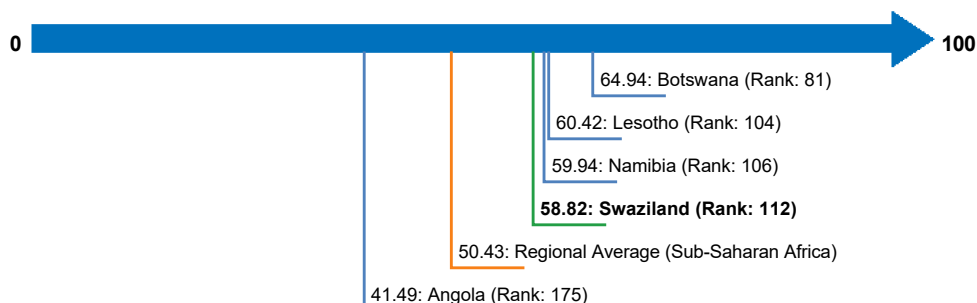 0
100
64.94: Botswana (Rank: 81)
60.42: Lesotho (Rank: 104)
59.94: Namibia (Rank: 106)
58.82: Swaziland (Rank: 112)
50.43: Regional Average (Sub-Saharan Africa)
41.49: Angola (Rank: 175)